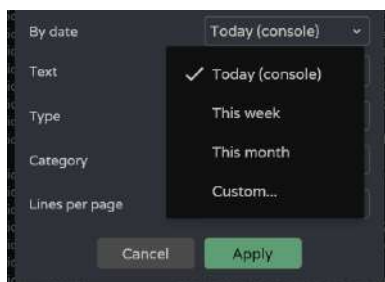 By date Today (console)
Text Today (console)
Type This week
Category This month
Lines per page Custom...
Cancel Apply